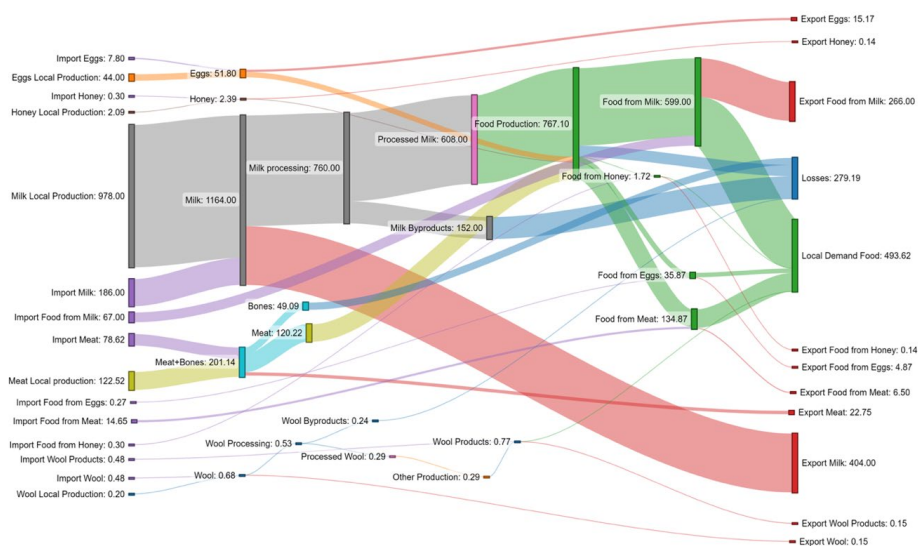 Import Eggs: 7.80
Eggs Local Production: 44.00
Import Honey: 0.30
Honey Local Production: 2.09
Milk Local Production: 978.00
Import Milk: 186.00
Import Food from Milk: 67.00
Import Meat: 78.62
Meat Local production: 122.52
Import Food from Eggs: 0.27
Import Food from Meat: 14.65
Import Food from Honey: 0.30
Import Wool Products: 0.48
Import Wool: 0.48
Wool Local Production: 0.20
Eggs: 51.80
Honey: 2.39
Milk: 1164.00
Meat+Bones: 201.14
Wool: 0.68
Milk processing: 760.00
Bones: 49.09
Meat: 120.22
Wool Processing: 0.53
Wool Byproducts: 0.24
Processed Wool: 0.29
Processed Milk: 608.00
Milk Byproducts: 152.00
Other Production: 0.29
Wool Products: 0.77
Food Production: 767.10
Food from Milk: 599.00
Food from Honey: 1.72
Food from Eggs: 35.87
Food from Meat: 134.87
Export Eggs: 15.17
Export Honey: 0.14
Export Food from Milk: 266.00
Losses: 279.19
Local Demand Food: 493.62
Export Food from Honey: 0.14
Export Food from Eggs: 4.87
Export Food from Meat: 6.50
Export Meat: 22.75
Export Milk: 404.00
Export Wool Products: 0.15
Export Wool: 0.15